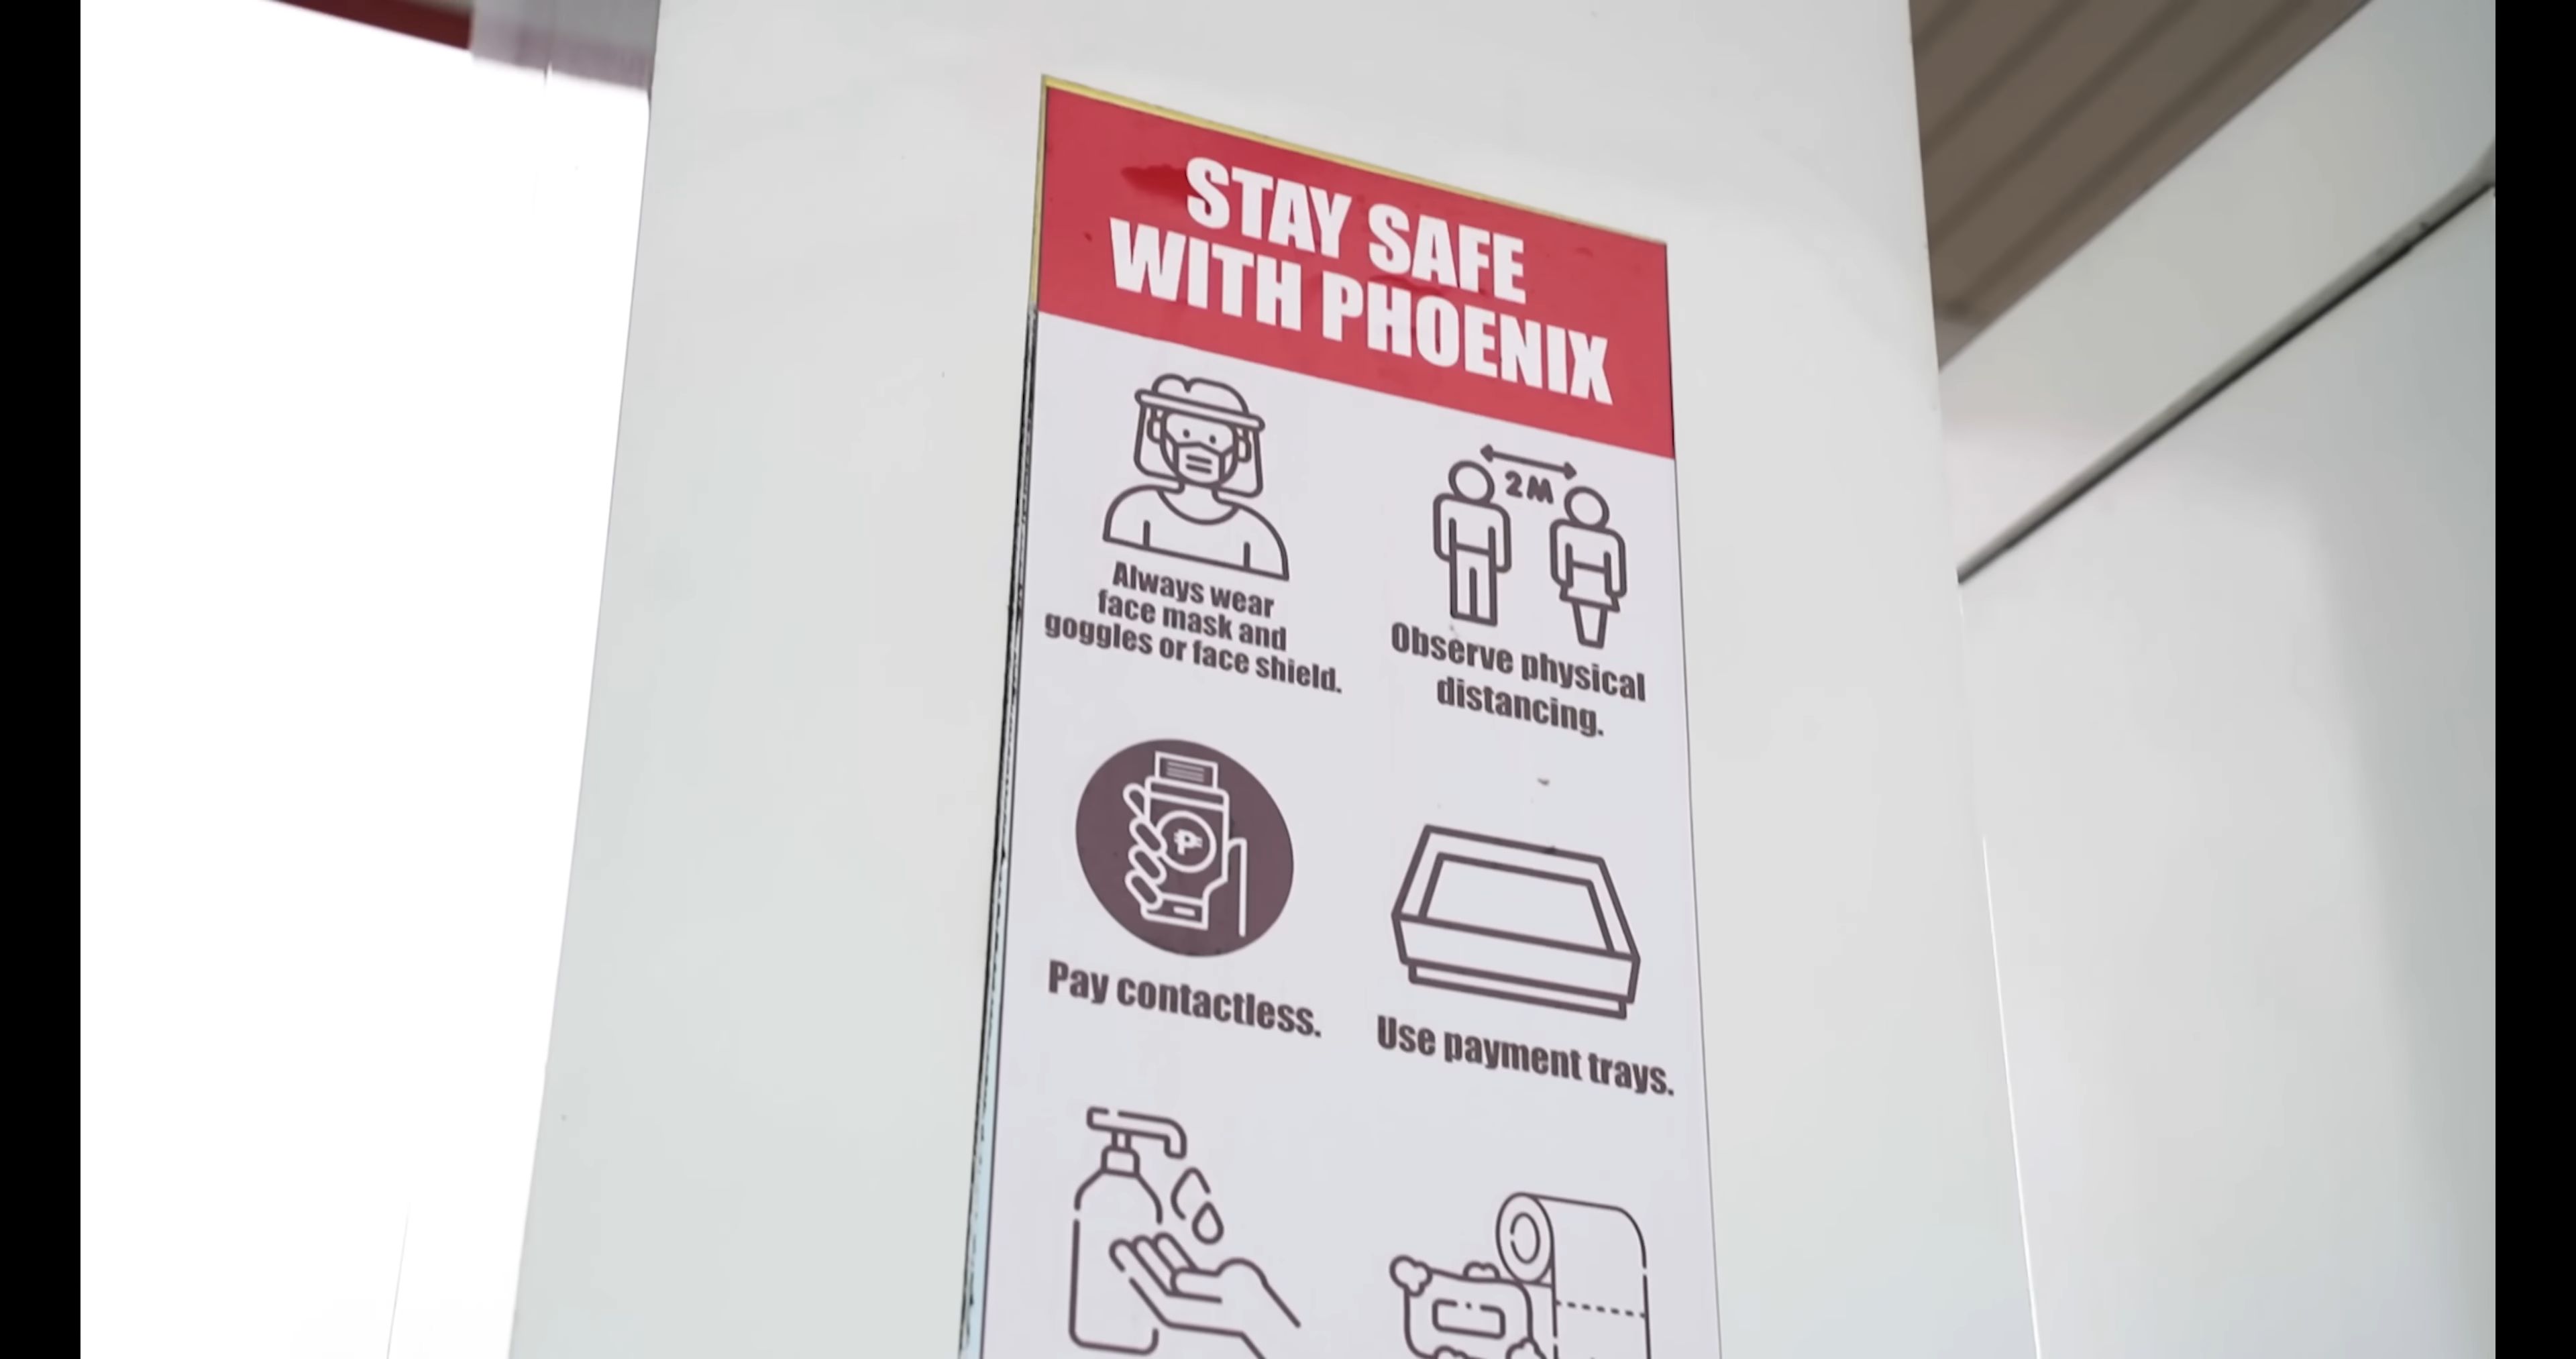 STAY SAFE
WITH PHOENIX
Always wear
face mask and
goggles or face shield.
2M
Observe physical
distancing.
₱
Pay contactless.
Use payment trays.